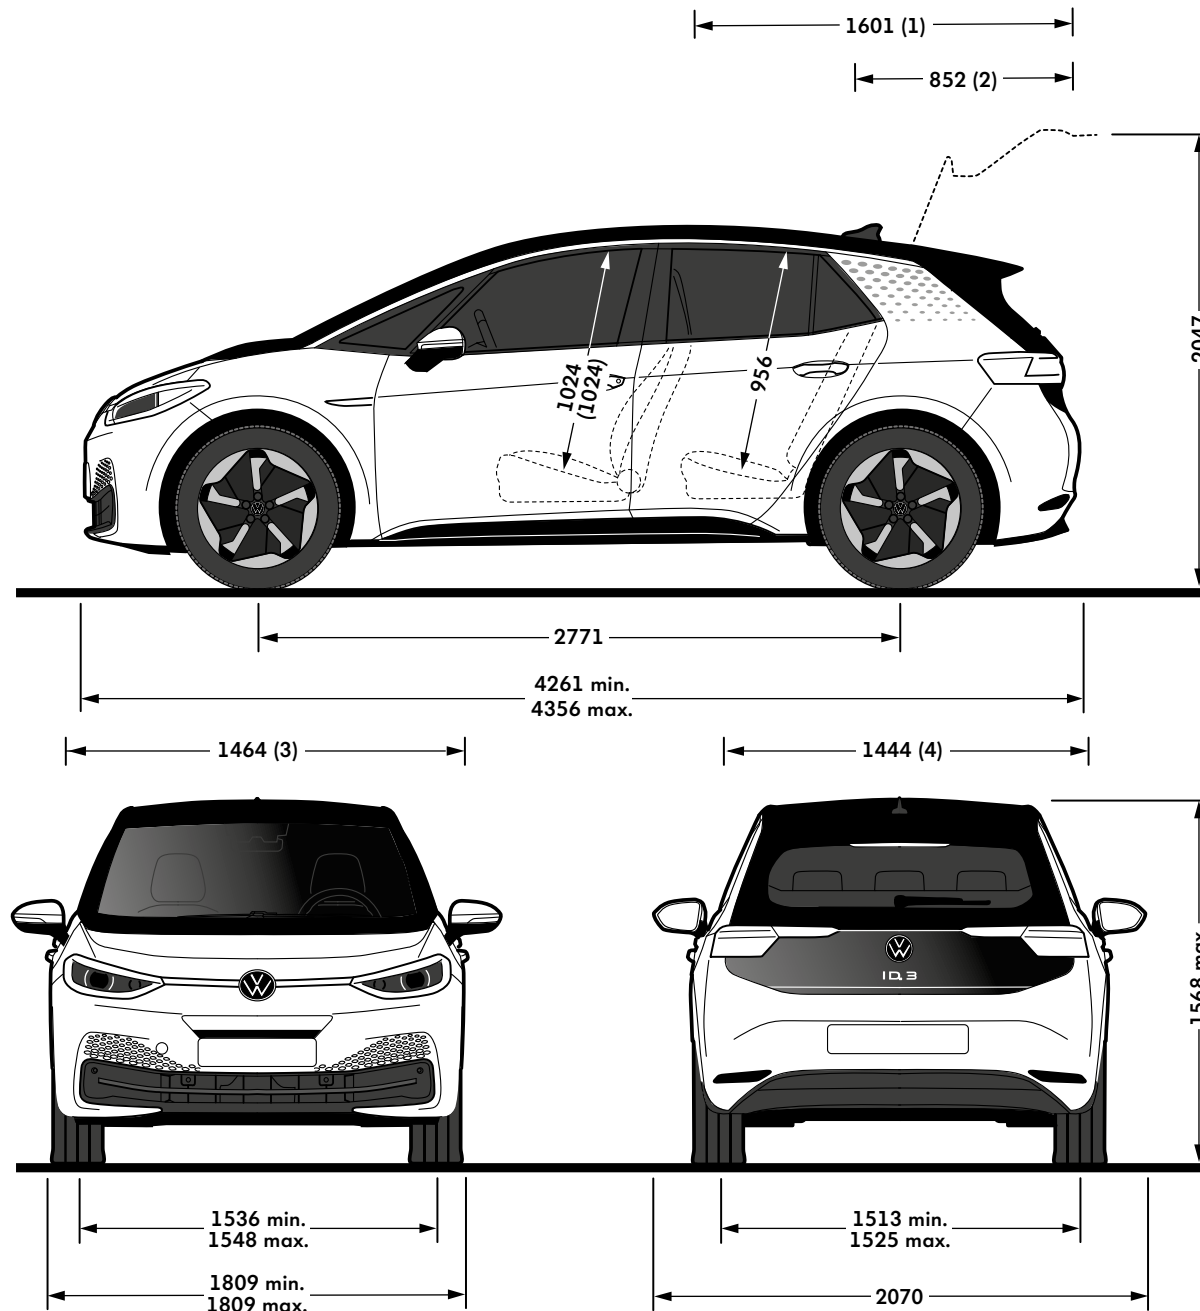 1601 (1)
852 (2)
2047
1024
(1024)
956
2771
4261 min.
4356 max.
1464 (3)
1444 (4)
1568 max.
ID.3
1536 min.
1548 max.
1513 min.
1525 max.
1809 min.
1809 max.
2070